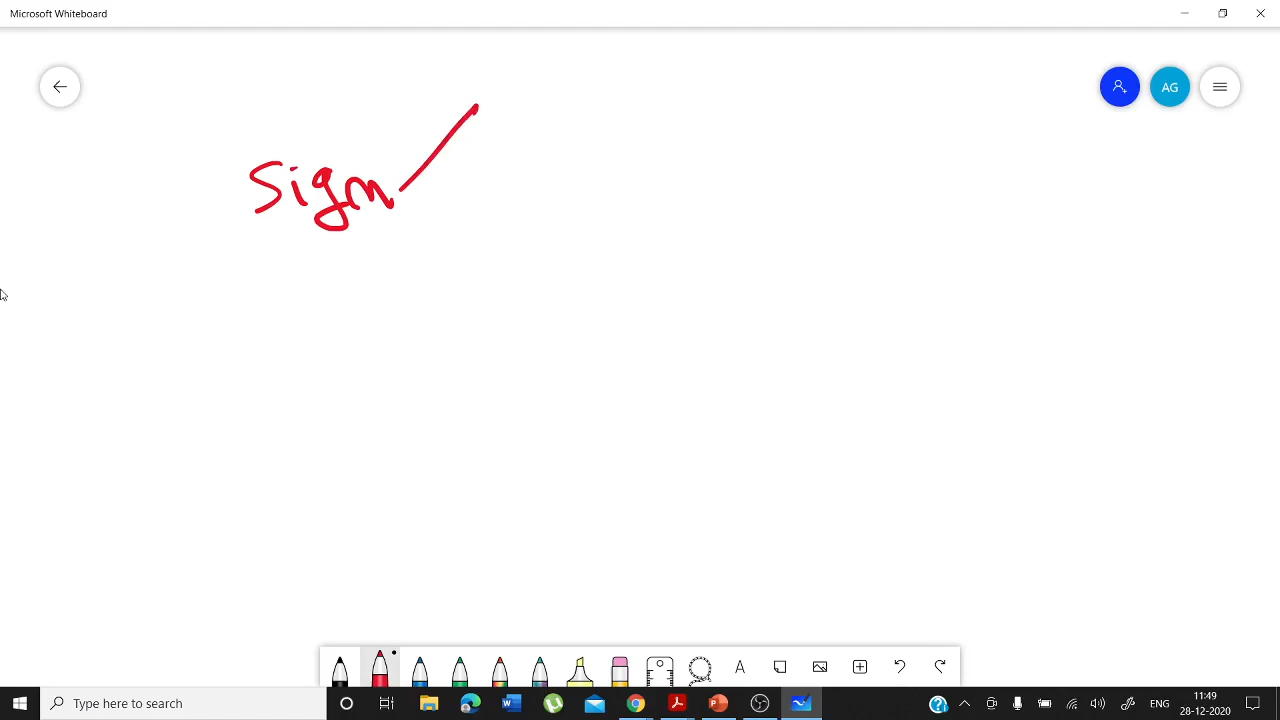 Microsoft Whiteboard
AG
Sign
A
Type here to search
ENG
11:49
28-12-2020